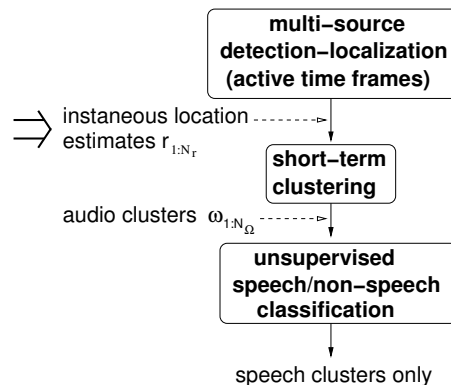 multi−source
detection−localization
(active time frames)
instaneous location
estimates r1:Nr
short−term
clustering
audio clusters ω1:NΩ
unsupervised
speech/non−speech
classification
speech clusters only